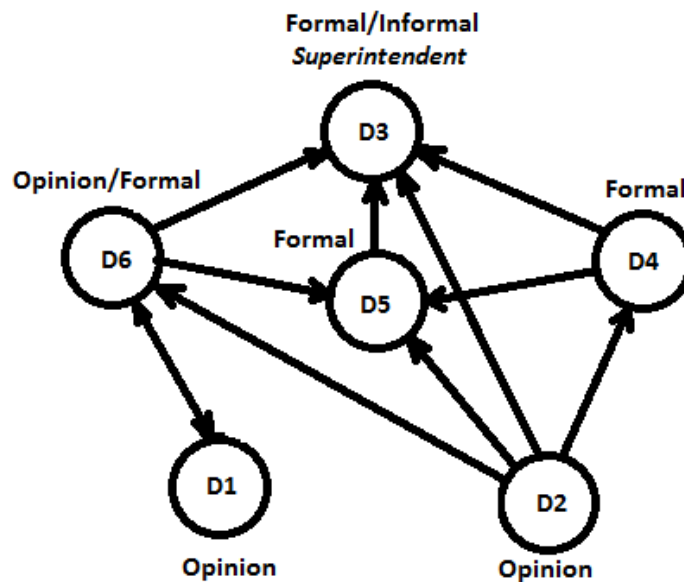 Formal/Informal
Superintendent
D3
Opinion/Formal
Formal
Formal
D6
D4
D5
D1
D2
Opinion
Opinion